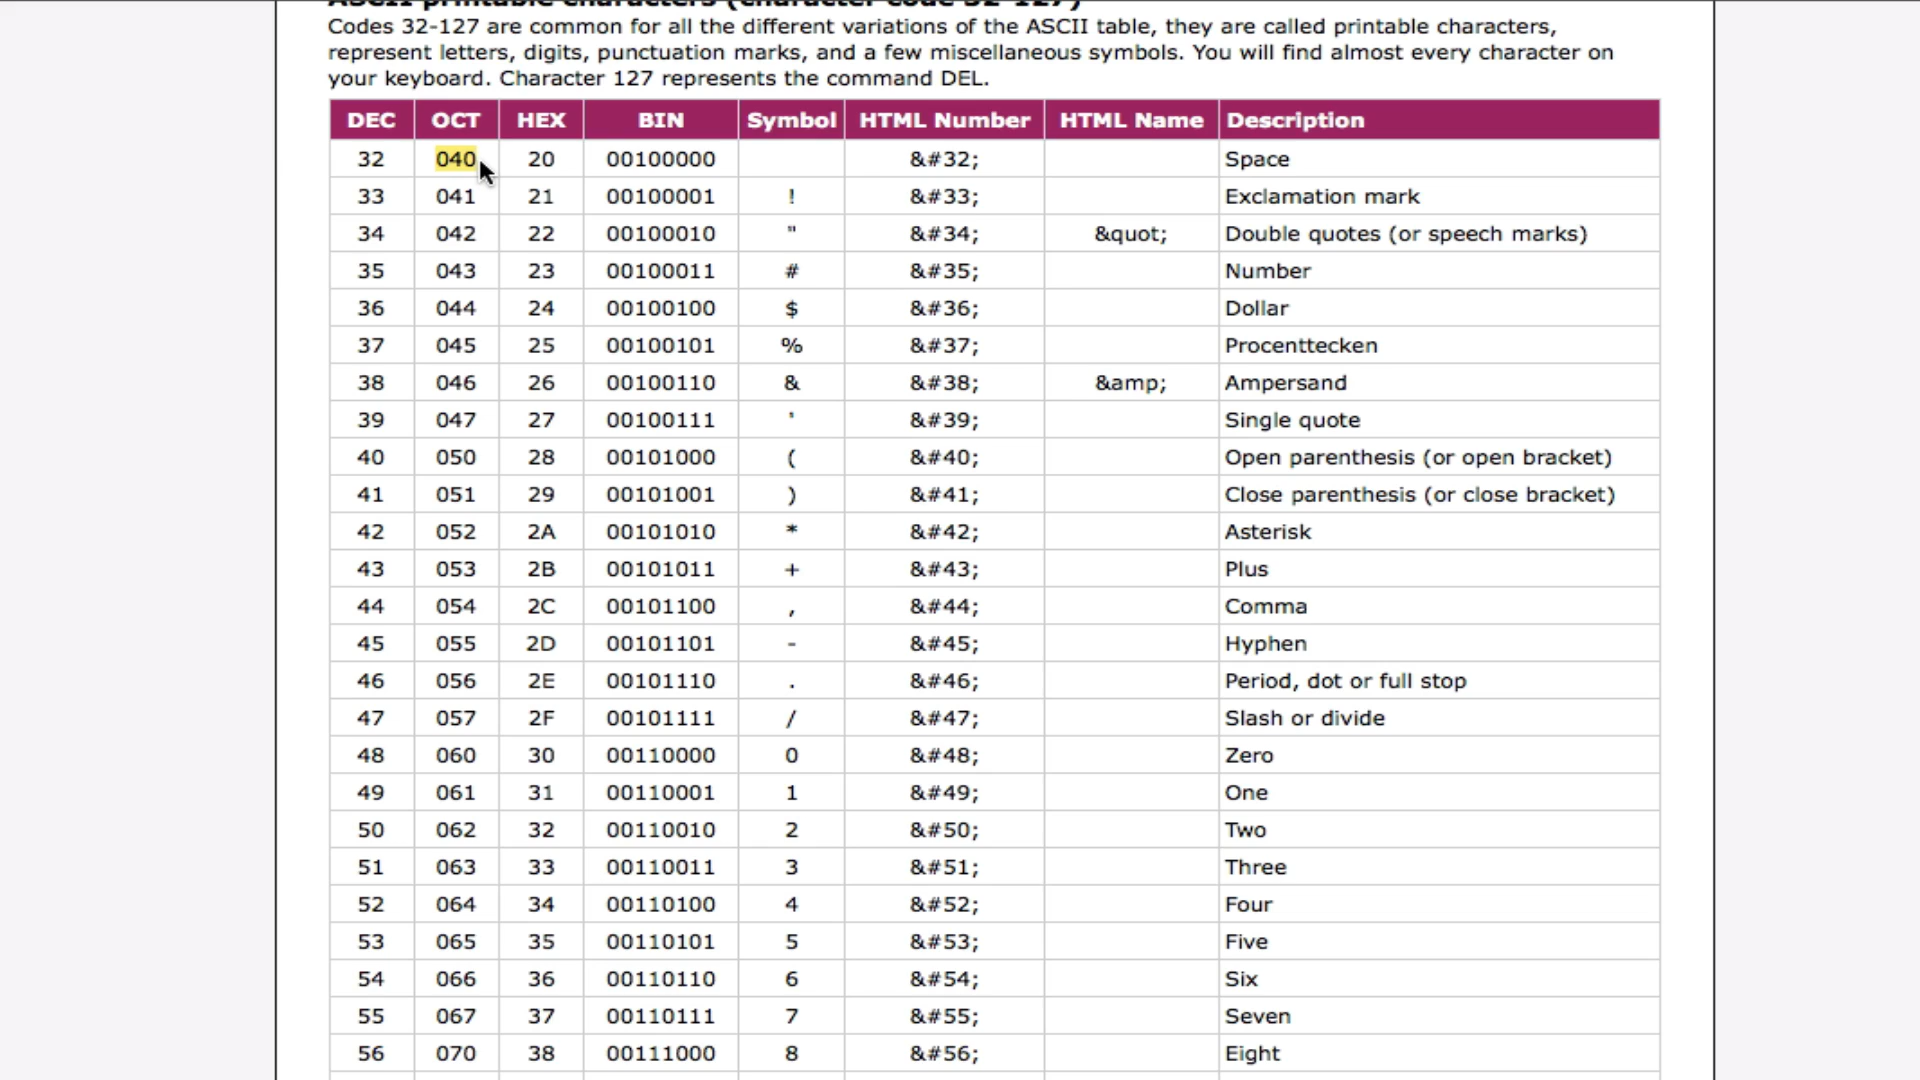 ASCII printable characters (character code 32-127)
Codes 32-127 are common for all the different variations of the ASCII table, they are called printable characters,
represent letters, digits, punctuation marks, and a few miscellaneous symbols. You will find almost every character on
your keyboard. Character 127 represents the command DEL.
DEC OCT HEX BIN Symbol HTML Number HTML Name Description
32 040 20 00100000 &#32; Space
33 041 21 00100001 ! &#33; Exclamation mark
34 042 22 00100010 " &#34; &quot; Double quotes (or speech marks)
35 043 23 00100011 # &#35; Number
36 044 24 00100100 $ &#36; Dollar
37 045 25 00100101 % &#37; Procenttecken
38 046 26 00100110 & &#38; &amp; Ampersand
39 047 27 00100111 ' &#39; Single quote
40 050 28 00101000 ( &#40; Open parenthesis (or open bracket)
41 051 29 00101001 ) &#41; Close parenthesis (or close bracket)
42 052 2A 00101010 * &#42; Asterisk
43 053 2B 00101011 + &#43; Plus
44 054 2C 00101100 , &#44; Comma
45 055 2D 00101101 - &#45; Hyphen
46 056 2E 00101110 . &#46; Period, dot or full stop
47 057 2F 00101111 / &#47; Slash or divide
48 060 30 00110000 0 &#48; Zero
49 061 31 00110001 1 &#49; One
50 062 32 00110010 2 &#50; Two
51 063 33 00110011 3 &#51; Three
52 064 34 00110100 4 &#52; Four
53 065 35 00110101 5 &#53; Five
54 066 36 00110110 6 &#54; Six
55 067 37 00110111 7 &#55; Seven
56 070 38 00111000 8 &#56; Eight